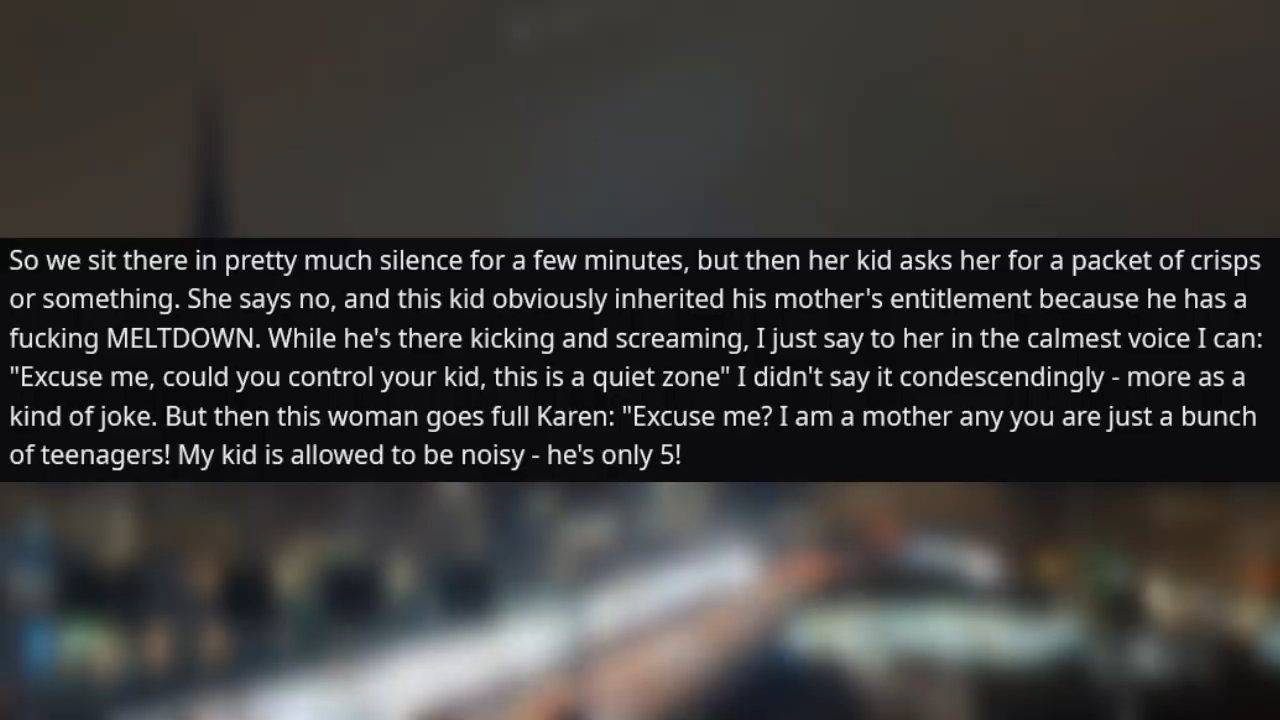 So we sit there in pretty much silence for a few minutes, but then her kid asks her for a packet of crisps
or something. She says no, and this kid obviously inherited his mother's entitlement because he has a
fucking MELTDOWN. While he's there kicking and screaming, I just say to her in the calmest voice I can:
"Excuse me, could you control your kid, this is a quiet zone" I didn't say it condescendingly - more as a
kind of joke. But then this woman goes full Karen: "Excuse me? I am a mother any you are just a bunch
of teenagers! My kid is allowed to be noisy - he's only 5!